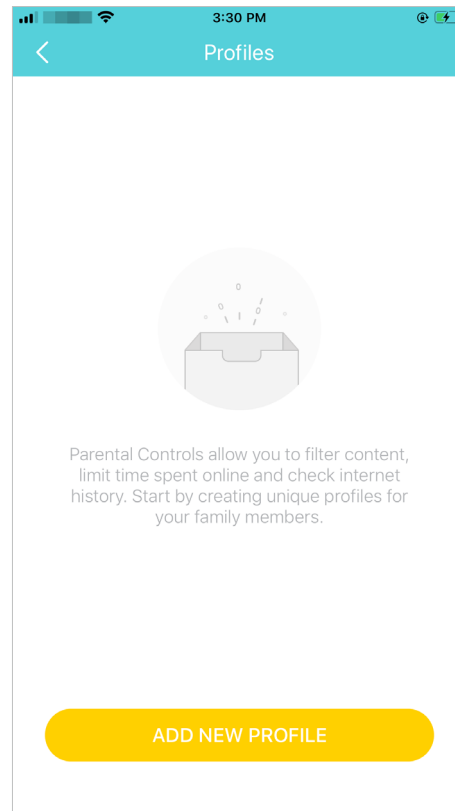 3:30 PM
Profiles
Parental Controls allow you to filter content,
limit time spent online and check internet
history. Start by creating unique profiles for
your family members.
ADD NEW PROFILE